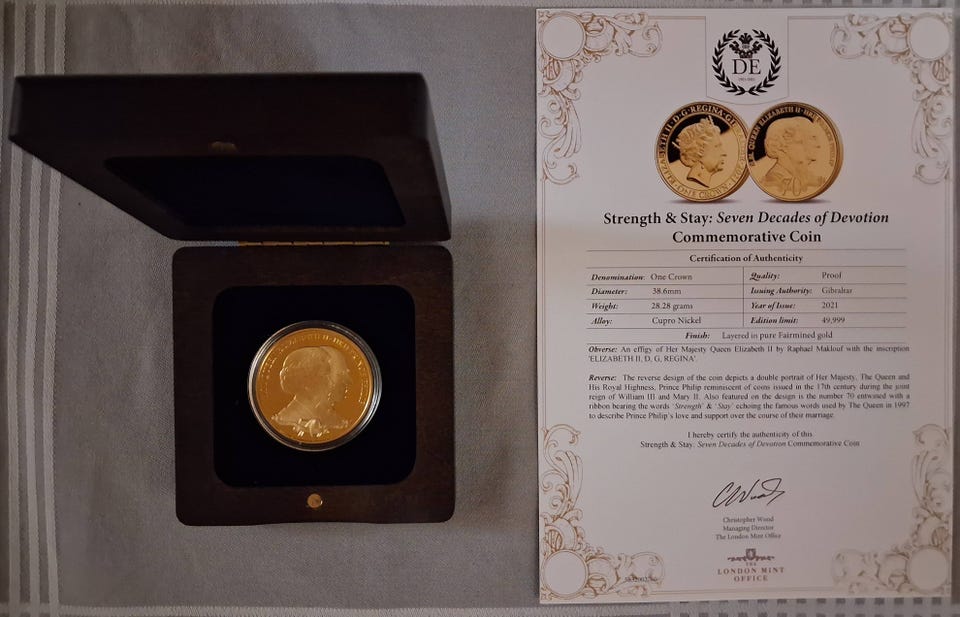 DE
ELIZABETH II · D · G · REGINA ·
ONE CROWN
H.M. QUEEN ELIZABETH II · HRH
70
Strength & Stay: Seven Decades of Devotion
Commemorative Coin
Certification of Authenticity
Denomination: One Crown
Quality: Proof
Diameter: 38.6mm
Issuing Authority: Gibraltar
Weight: 28.28 grams
Year of Issue: 2021
Alloy: Cupro Nickel
Edition limit: 49,999
Finish: Layered in pure Fairmined gold
Obverse: An effigy of Her Majesty Queen Elizabeth II by Raphael Maklouf with the inscription
'ELIZABETH II, D, G, REGINA'.
Reverse: The reverse design of the coin depicts a double portrait of Her Majesty, The Queen and
His Royal Highness, Prince Philip reminiscent of coins issued in the 17th century during the joint
reign of William III and Mary II. Also featured on the design is the number 70 entwined with a
ribbon bearing the words 'Strength' & 'Stay' echoing the famous words used by The Queen in 1997
to describe Prince Philip's love and support over the course of their marriage.
I hereby certify the authenticity of this
Strength & Stay: Seven Decades of Devotion Commemorative Coin
Christopher Wood
Managing Director
The London Mint Office
THE
LONDON MINT
OFFICE